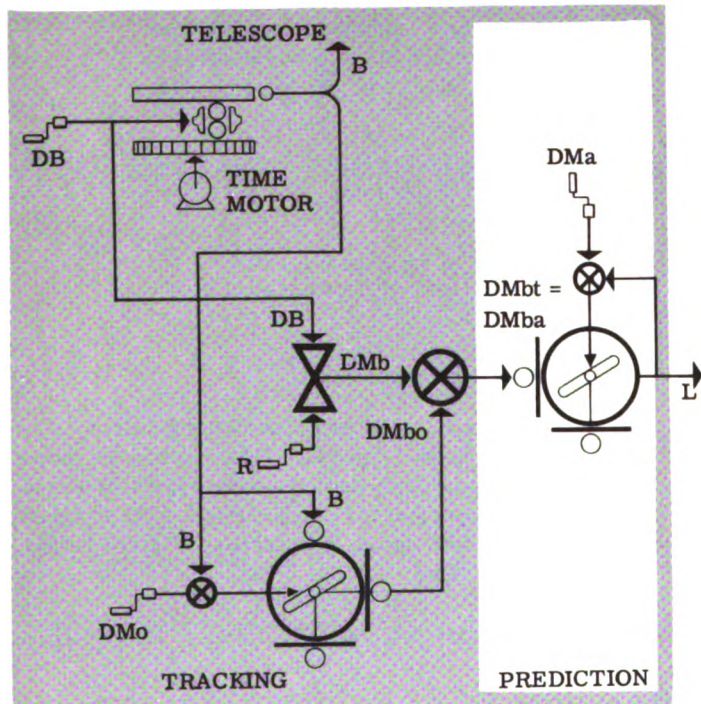 TELESCOPE
B
DB
TIME
MOTOR
DMa
DB
DMbt =
DMba
DMb
DMbo
L
R
B
B
DMo
TRACKING
PREDICTION